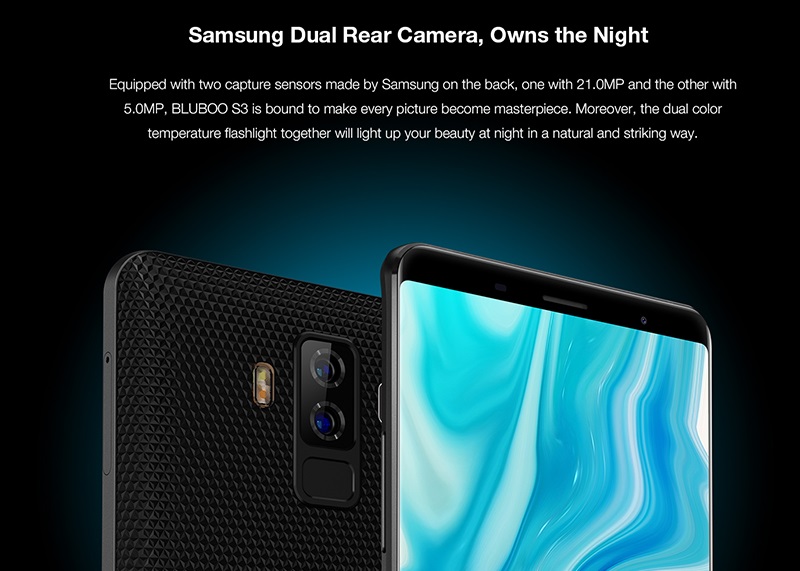 Samsung Dual Rear Camera, Owns the Night
Equipped with two capture sensors made by Samsung on the back, one with 21.0MP and the other with
5.0MP, BLUBOO S3 is bound to make every picture become masterpiece. Moreover, the dual color
temperature flashlight together will light up your beauty at night in a natural and striking way.